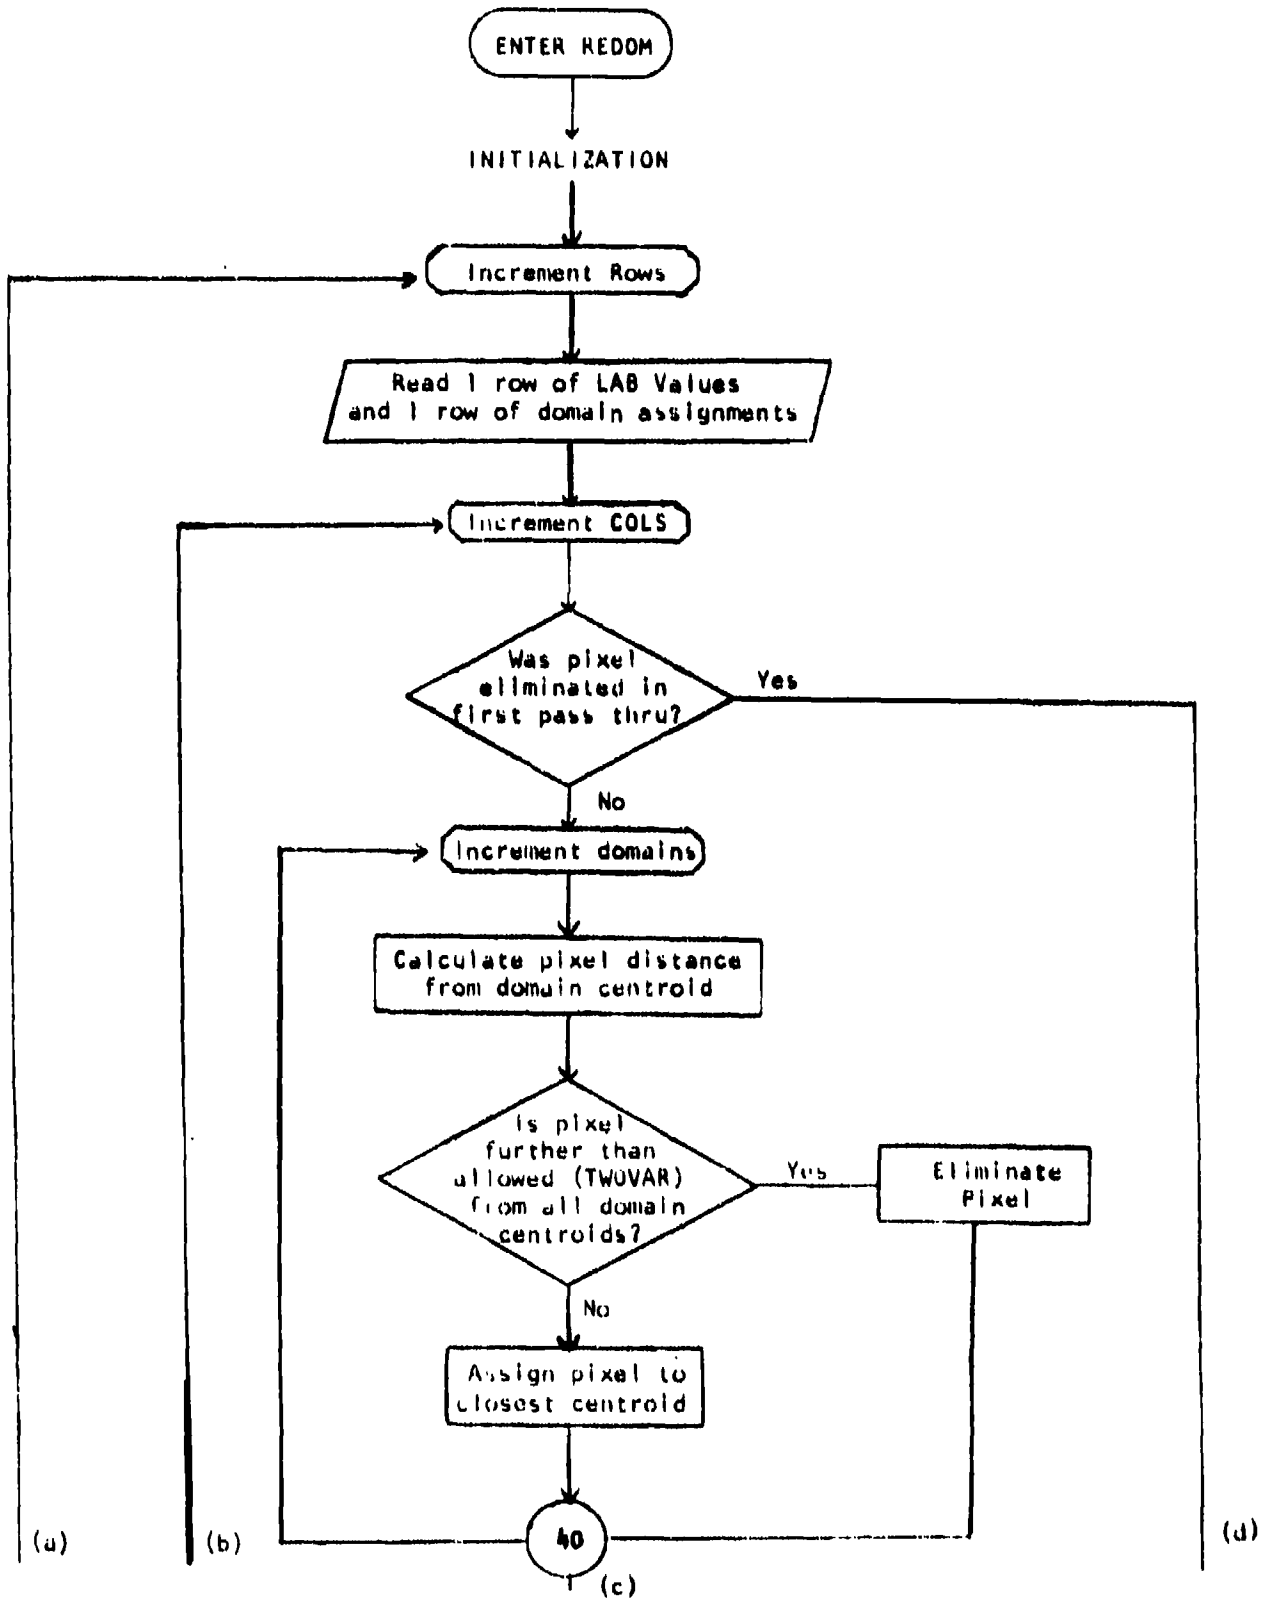 ENTER REDOM
INITIALIZATION
Increment Rows
Read 1 row of LAB Values
and 1 row of domain assignments
Increment COLS
Was pixel
eliminated in
first pass thru?
Yes
No
Increment domains
Calculate pixel distance
from domain centroid
Is pixel
further than
allowed (TWOVAR)
from all domain
centroids?
Yes
Eliminate
Pixel
No
Assign pixel to
closest centroid
40
(a)
(b)
(c)
(d)